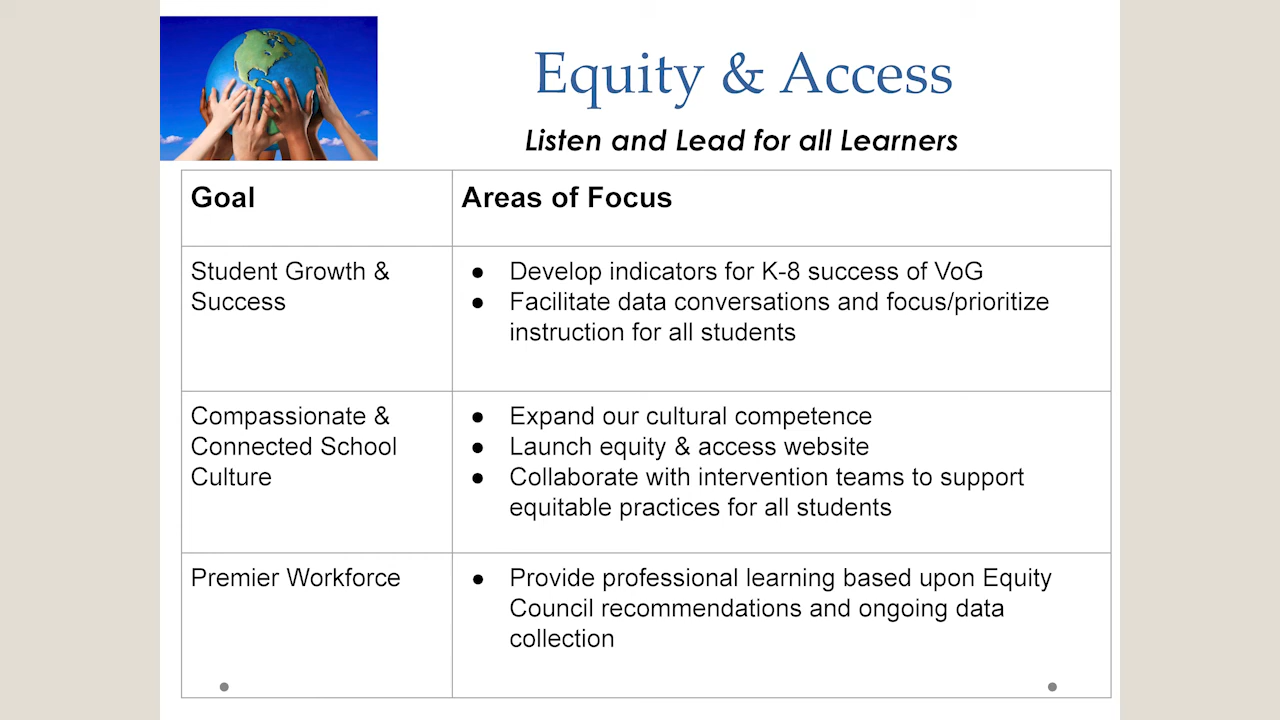 Equity & Access
Listen and Lead for all Learners
Goal
Areas of Focus
Student Growth &
Success
● Develop indicators for K-8 success of VoG
● Facilitate data conversations and focus/prioritize
instruction for all students
Compassionate &
Connected School
Culture
● Expand our cultural competence
● Launch equity & access website
● Collaborate with intervention teams to support
equitable practices for all students
Premier Workforce
● Provide professional learning based upon Equity
Council recommendations and ongoing data
collection